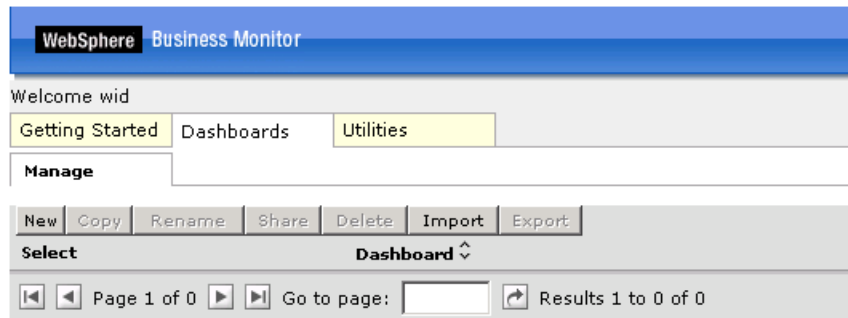 WebSphere Business Monitor
Welcome wid
Getting Started Dashboards Utilities
Manage
New Copy Rename Share Delete Import Export
Select Dashboard
Page 1 of 0 Go to page: Results 1 to 0 of 0